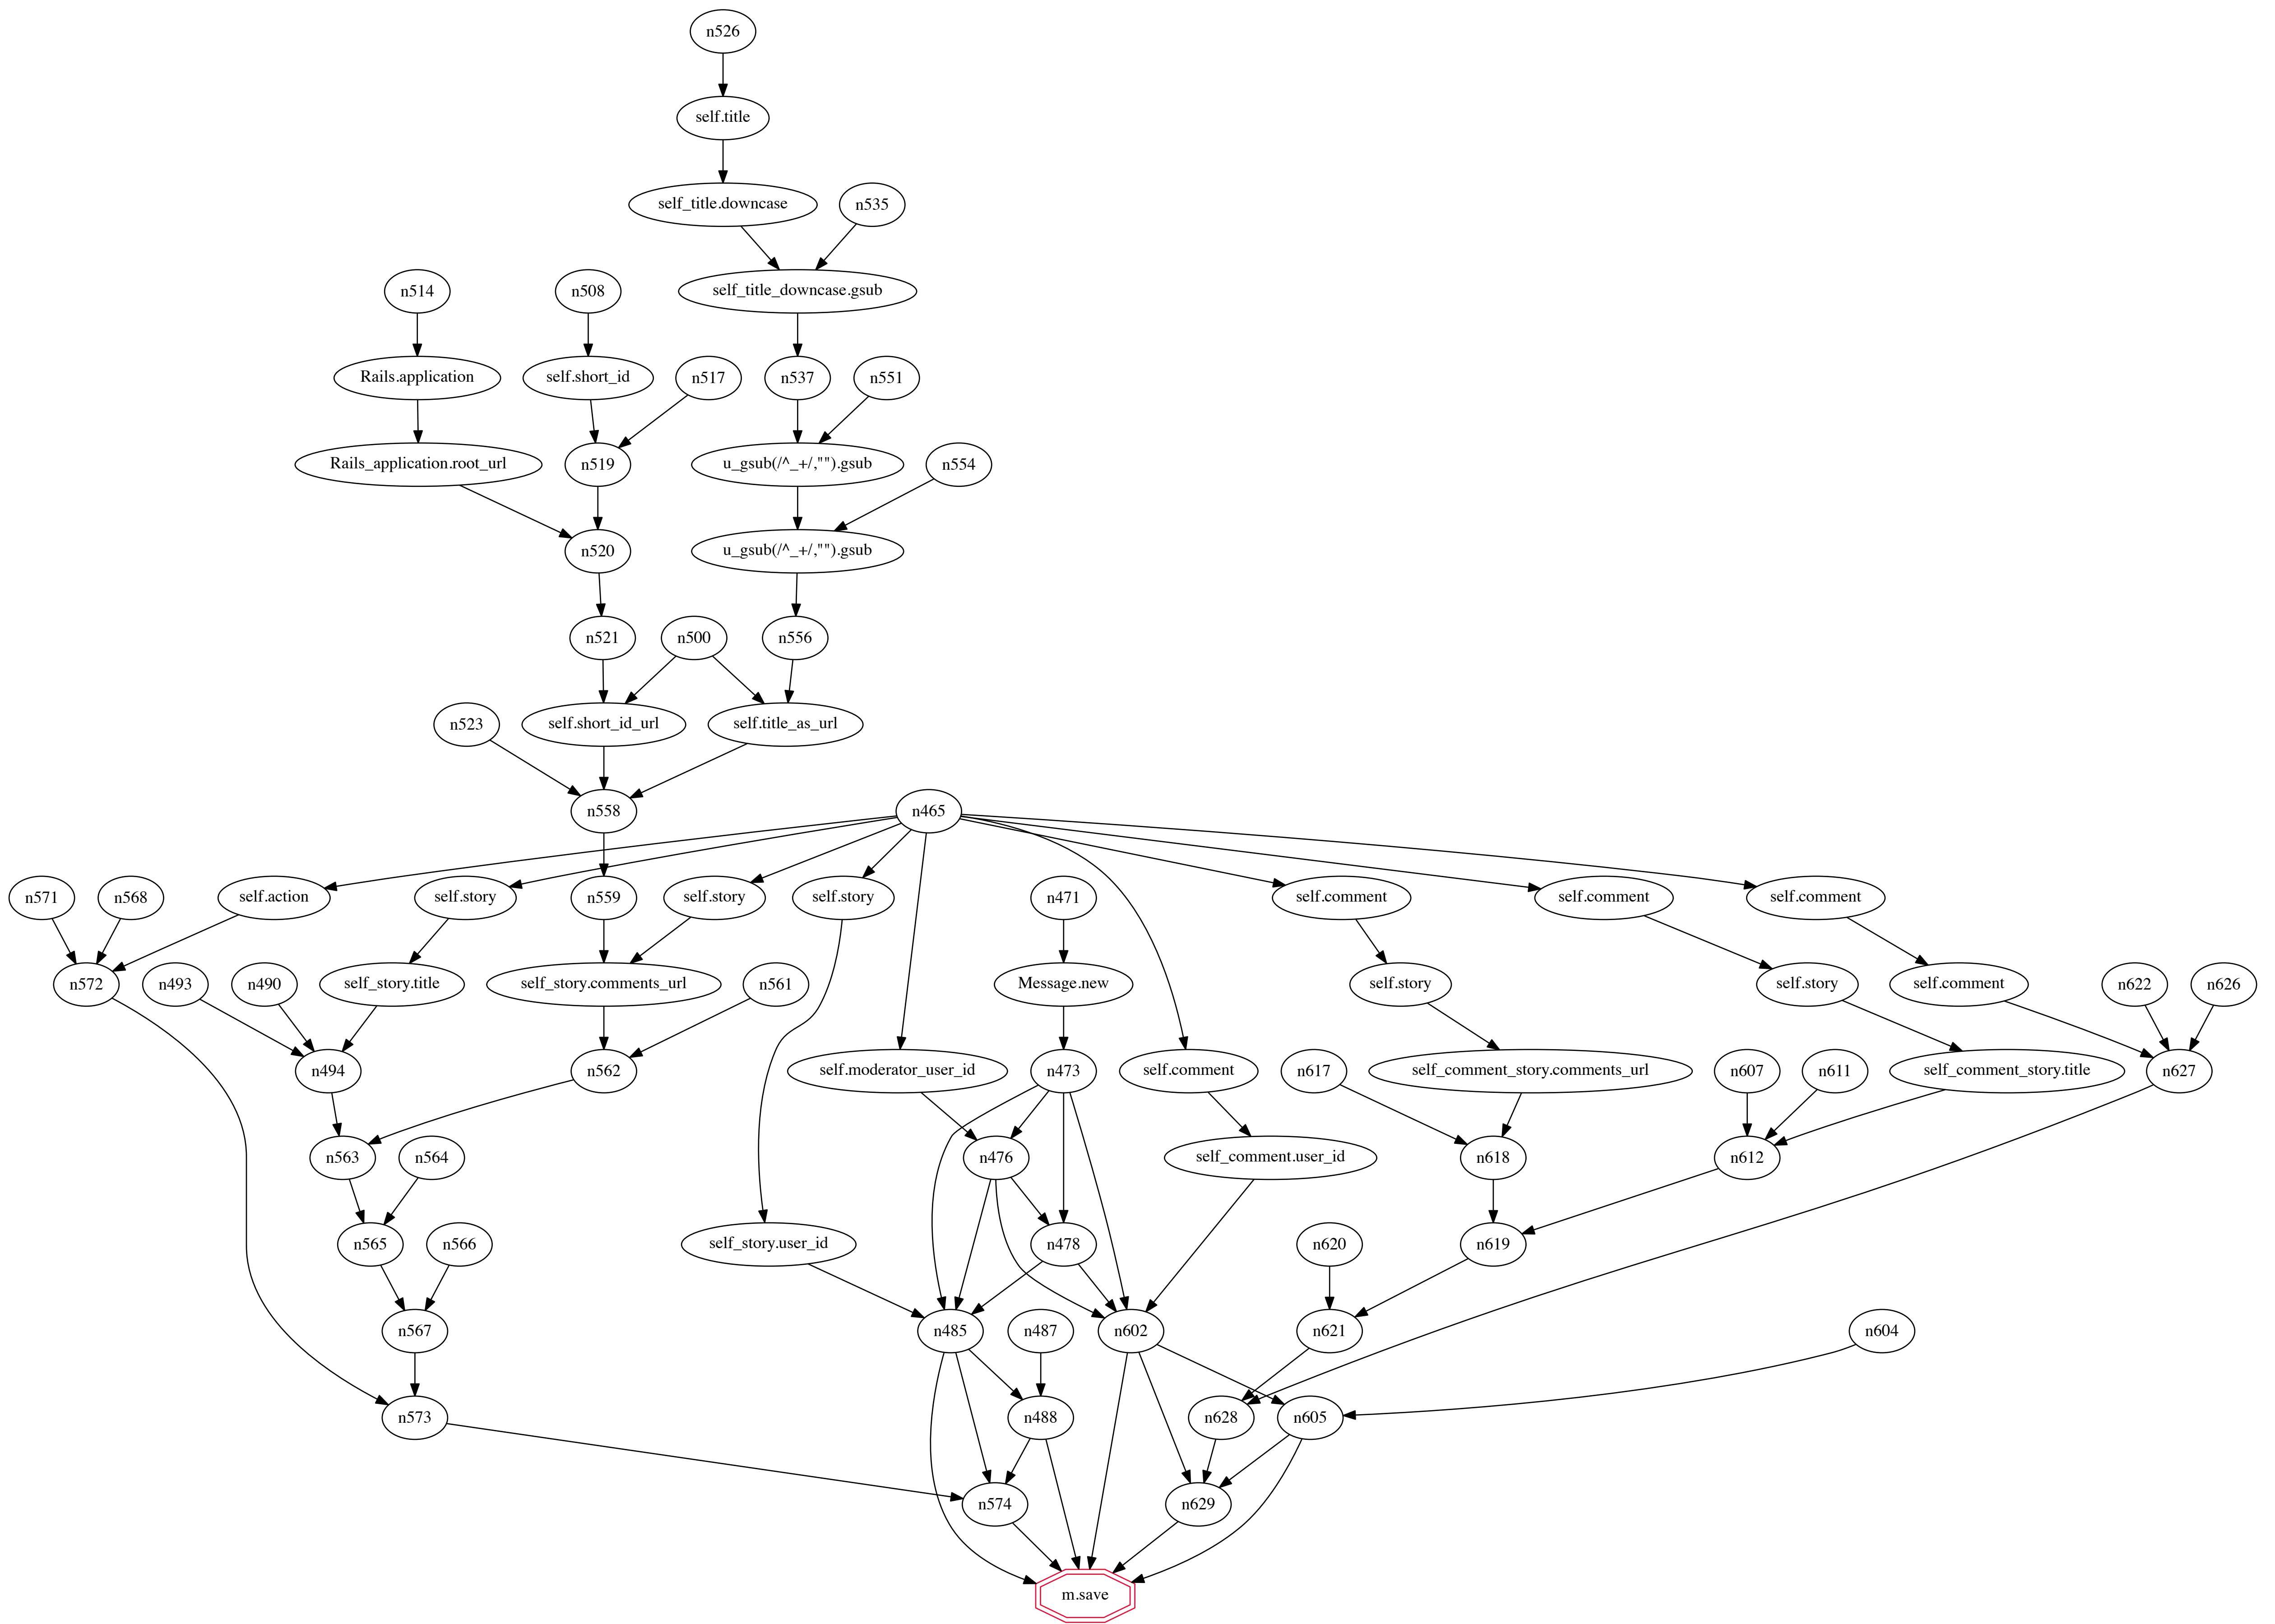 n526
self.title
self_title.downcase
n535
n514
n508
self_title_downcase.gsub
Rails.application
self.short_id
n517
n537
n551
Rails_application.root_url
n519
u_gsub(/^_+/,"").gsub
n554
n520
u_gsub(/^_+/,"").gsub
n521
n500
n556
n523
self.short_id_url
self.title_as_url
n558
n465
n571
n568
self.action
self.story
n559
self.story
self.story
n471
self.comment
self.comment
self.comment
n572
n493
n490
self_story.title
self_story.comments_url
n561
Message.new
self.story
self.story
self.comment
n622
n626
n494
n562
self.moderator_user_id
n473
self.comment
n617
self_comment_story.comments_url
n607
n611
self_comment_story.title
n627
n563
n564
n476
self_comment.user_id
n618
n612
n565
n566
self_story.user_id
n478
n620
n619
n567
n485
n487
n602
n621
n604
n573
n488
n628
n605
n574
n629
m.save